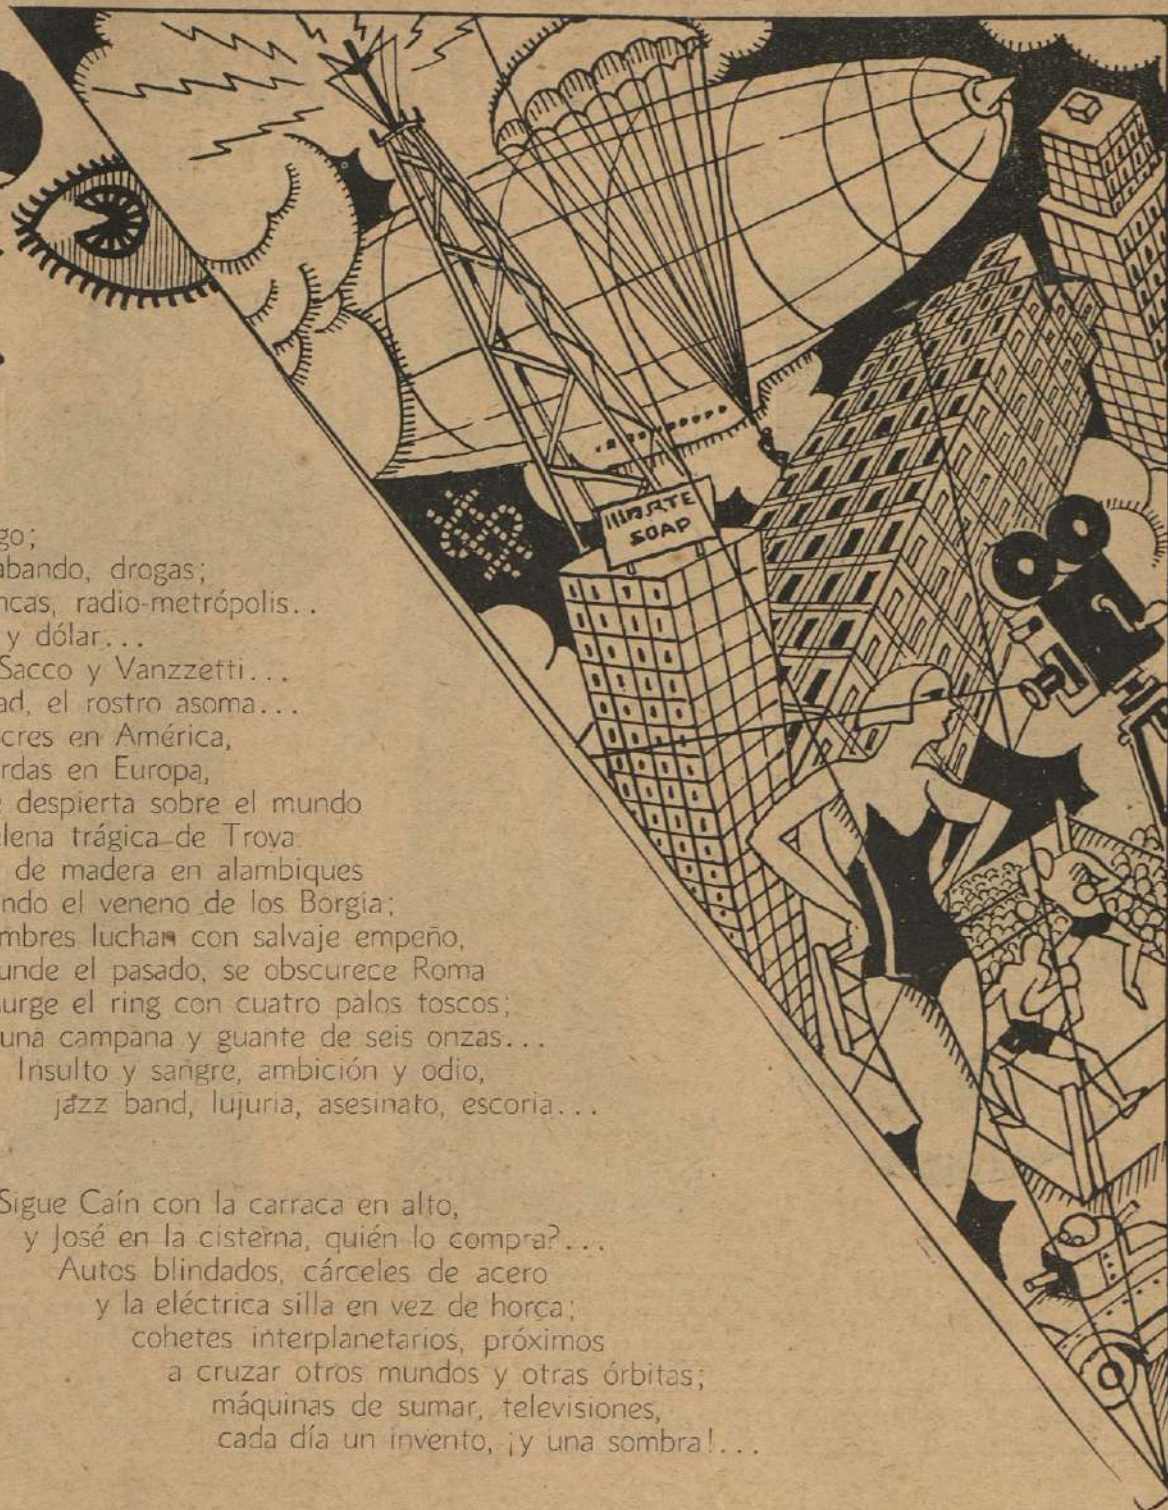 SOAP
go;
abando, drogas;
ncas, radio-metrópolis..
y dólar...
Sacco y Vanzzetti...
ad, el rostro asoma...
cres en América,
rdas en Europa,
e despierta sobre el mundo
lena trágica de Troya:
de madera en alambiques
ndo el veneno de los Borgia;
mbres luchan con salvaje empeño,
unde el pasado, se obscurece Roma
urge el ring con cuatro palos toscos;
una campana y guante de seis onzas...
Insulto y sangre, ambición y odio,
jazz band, lujuria, asesinato, escoria...
Sigue Caín con la carraca en alto,
y José en la cisterna, quién lo compra?...
Autos blindados, cárceles de acero
y la eléctrica silla en vez de horca;
cohetes interplanetarios, próximos
a cruzar otros mundos y otras órbitas;
máquinas de sumar, televisiones,
cada día un invento, ¡y una sombra!...